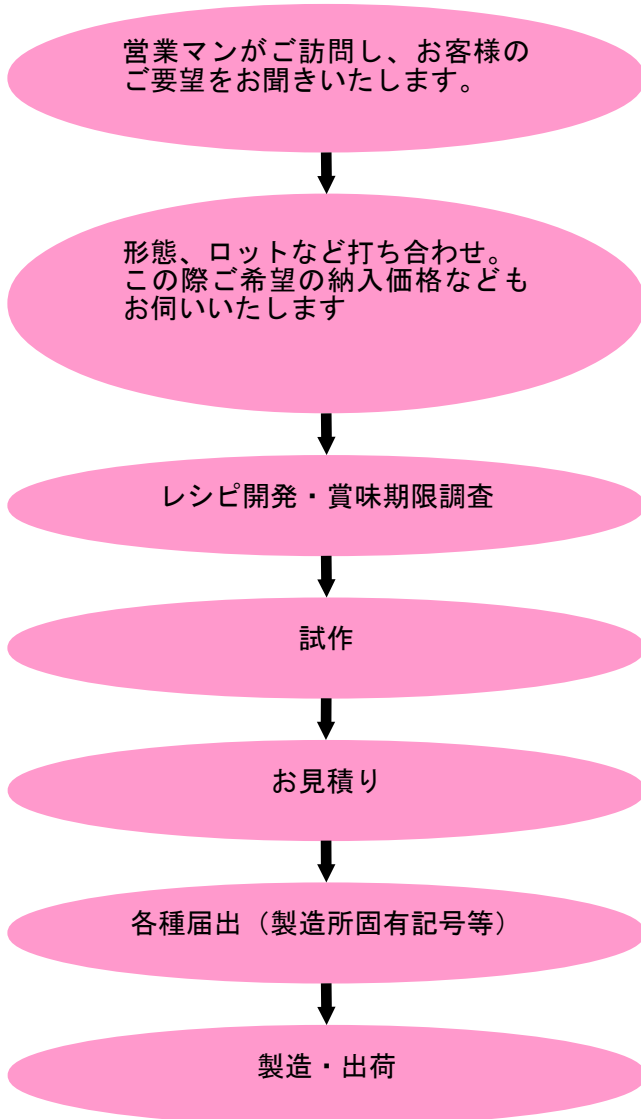 営業マンがご訪問し、お客様の
ご要望をお聞きいたします。
形態、ロットなど打ち合わせ。
この際ご希望の納入価格なども
お伺いいたします
レシピ開発・賞味期限調査
試作
お見積り
各種届出（製造所固有記号等）
製造・出荷